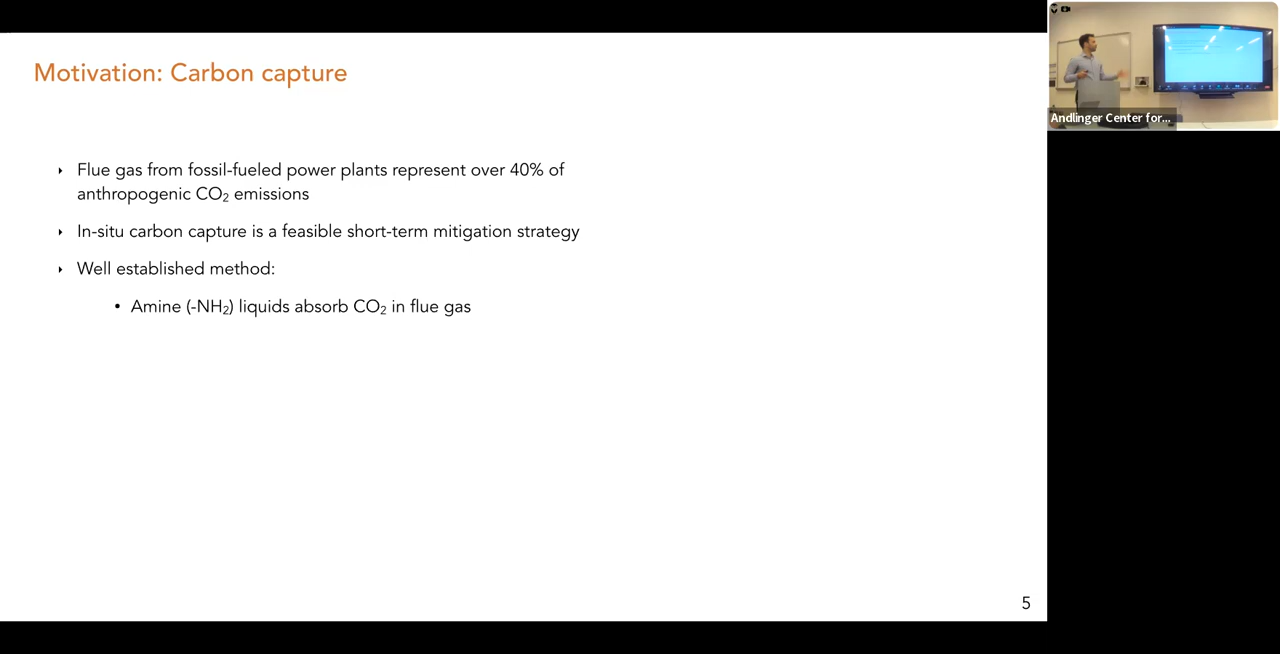 Motivation: Carbon capture
Flue gas from fossil-fueled power plants represent over 40% of
anthropogenic CO₂ emissions
In-situ carbon capture is a feasible short-term mitigation strategy
Well established method:
• Amine (-NH₂) liquids absorb CO₂ in flue gas
5
Andlinger Center for...